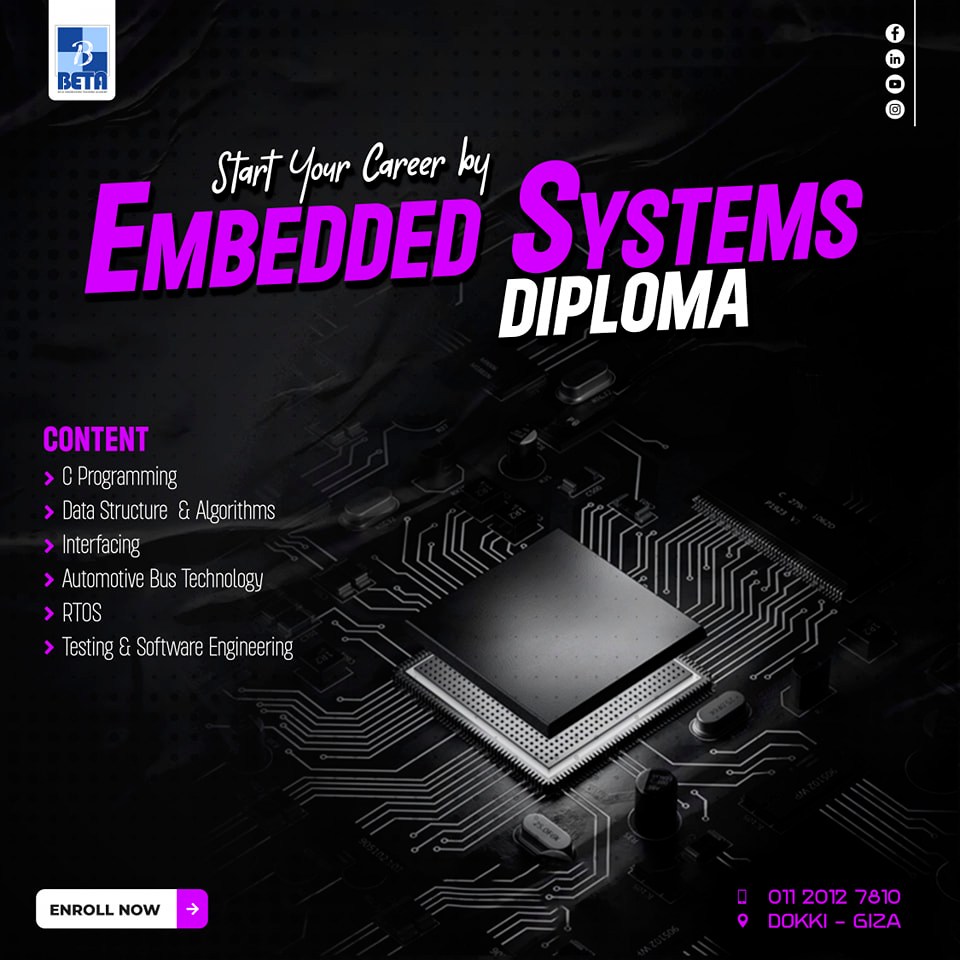 BETA
Start Your Career by
EMBEDDED SYSTEMS
DIPLOMA
CONTENT
C Programming
Data Structure & Algorithms
Interfacing
Automotive Bus Technology
RTOS
Testing & Software Engineering
ENROLL NOW
011 2012 7810
DOKKI - GIZA